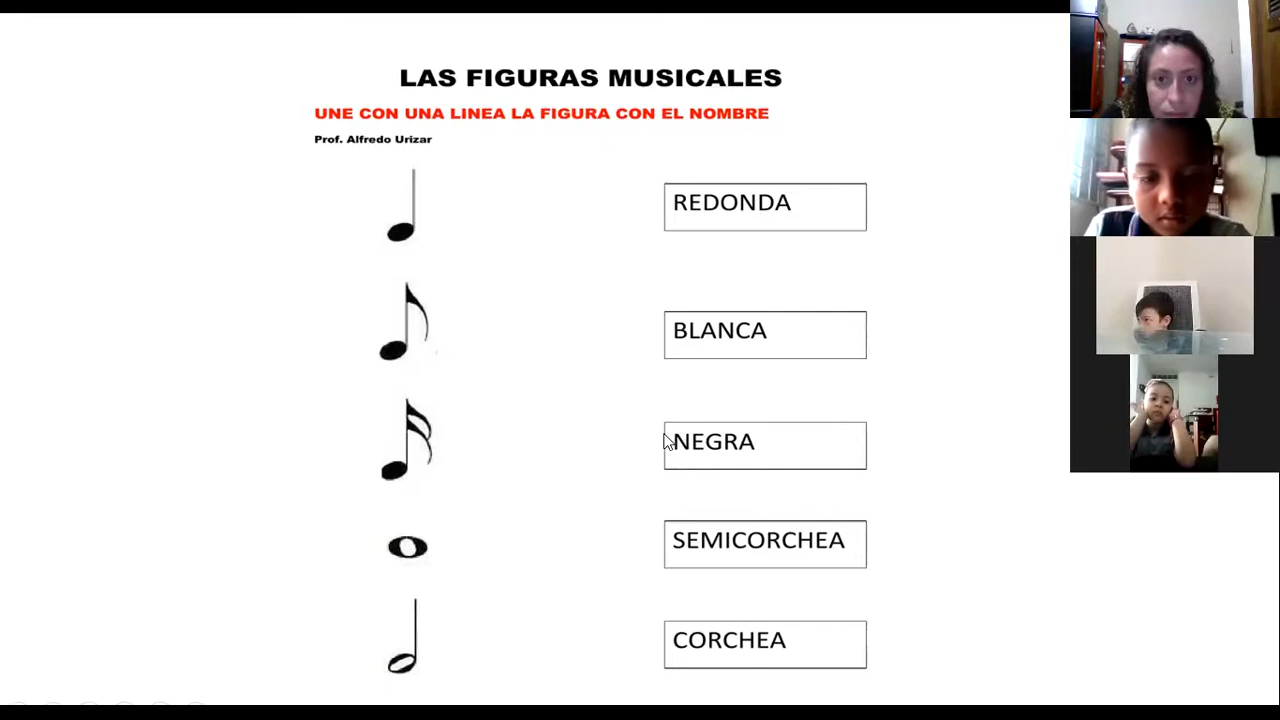 LAS FIGURAS MUSICALES
UNE CON UNA LINEA LA FIGURA CON EL NOMBRE
Prof. Alfredo Urizar
REDONDA
BLANCA
NEGRA
SEMICORCHEA
CORCHEA